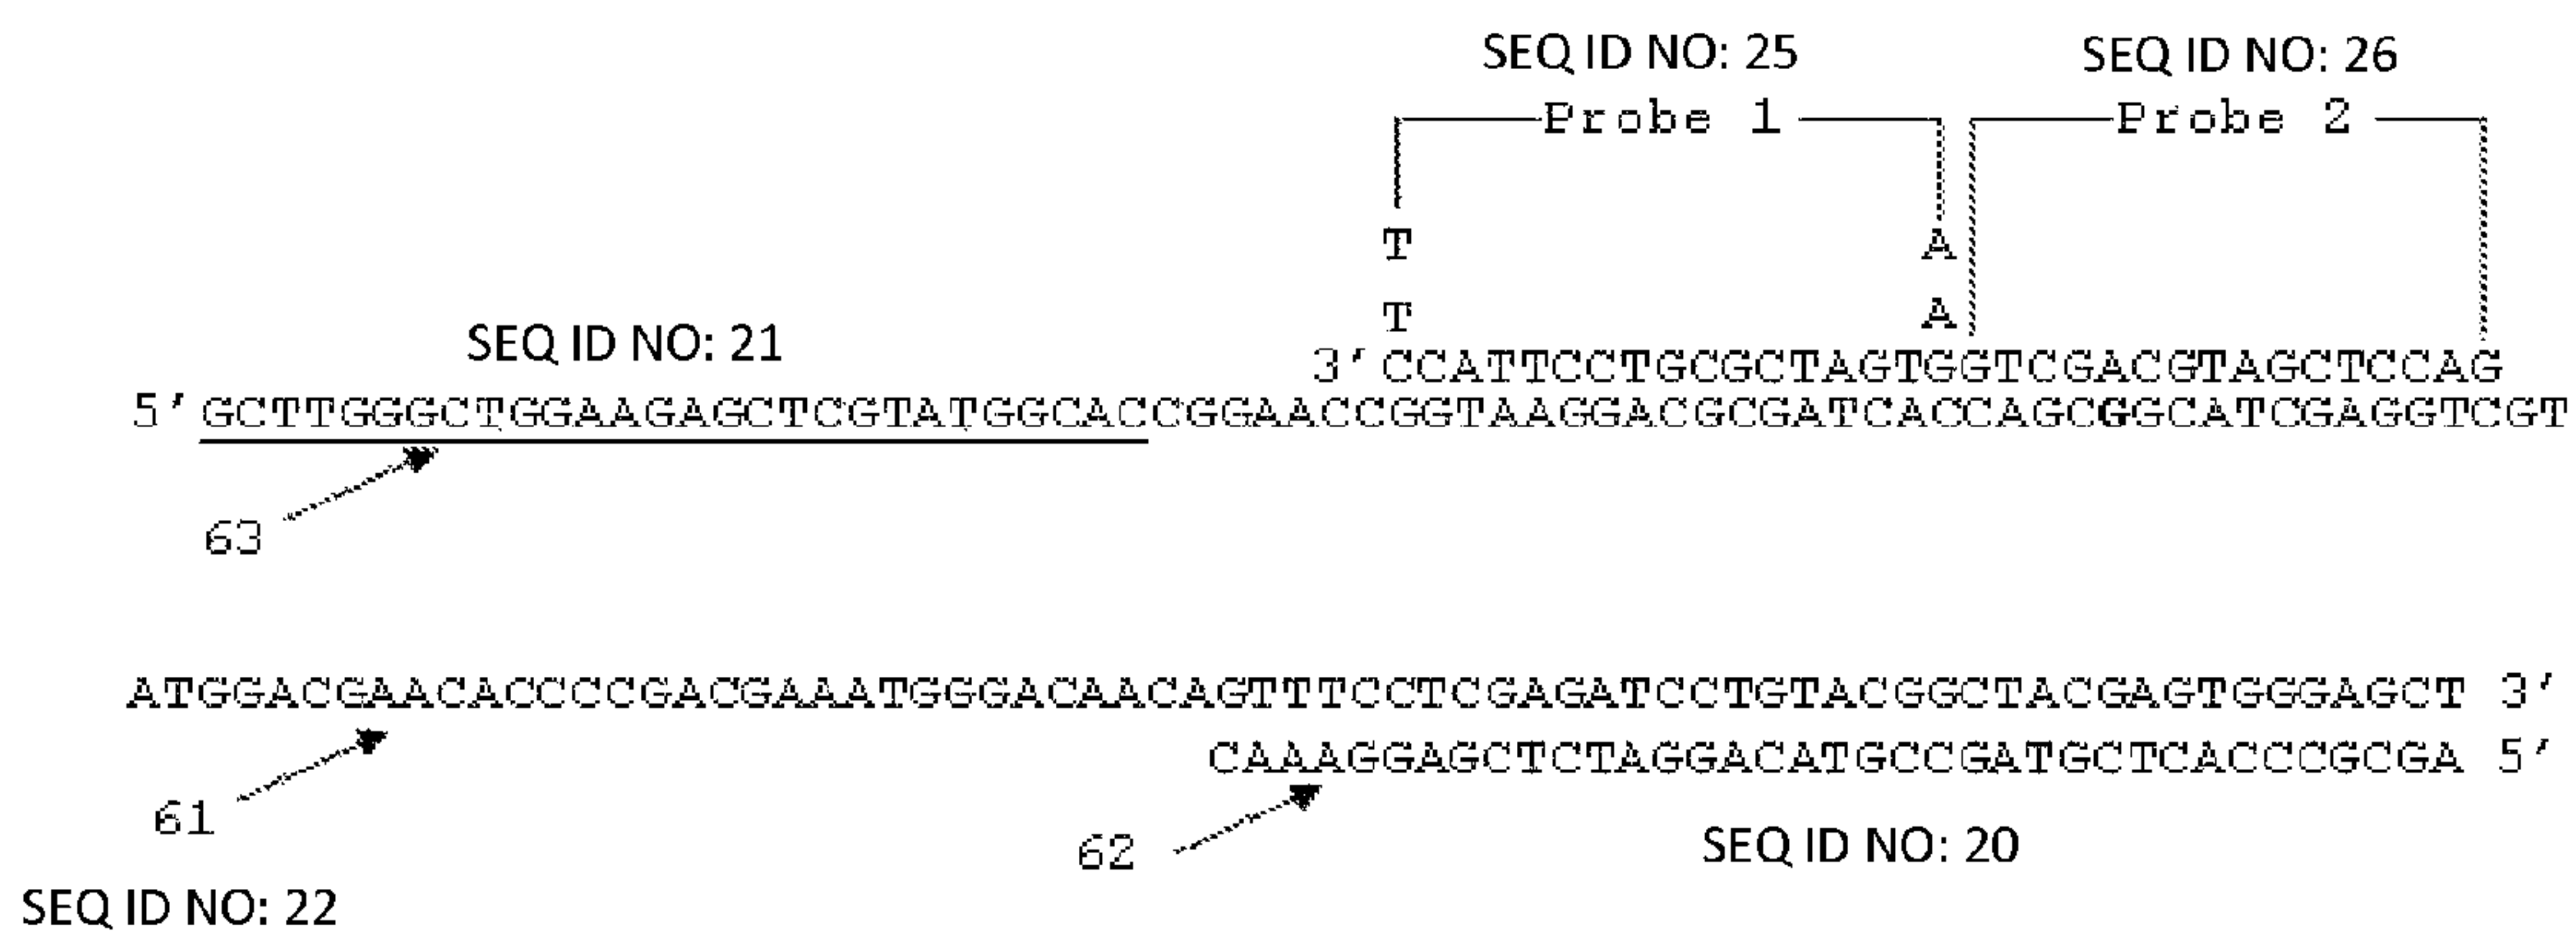 SEQ ID NO: 25 SEQ ID NO: 26
Probe 1 Probe 2
T A
T A
SEQ ID NO: 21
3' CCATTCCTGCGCTAGTGGTCGACGTAGCTCCAG
5' GCTTGGGCTGGAAGAGCTCGTATGGCACCGGAACCGGTAAGGACGCGATCACCAGCGGCATCGAGGTCGT
63
ATGGACGAACACCCCGACGAAATGGGACAACAGTTTCCTCGAGATCCTGTACGGCTACGAGTGGGAGCT 3'
CAAAGGAGCTCTAGGACATGCCGATGCTCACCCGCGA 5'
61
62
SEQ ID NO: 20
SEQ ID NO: 22